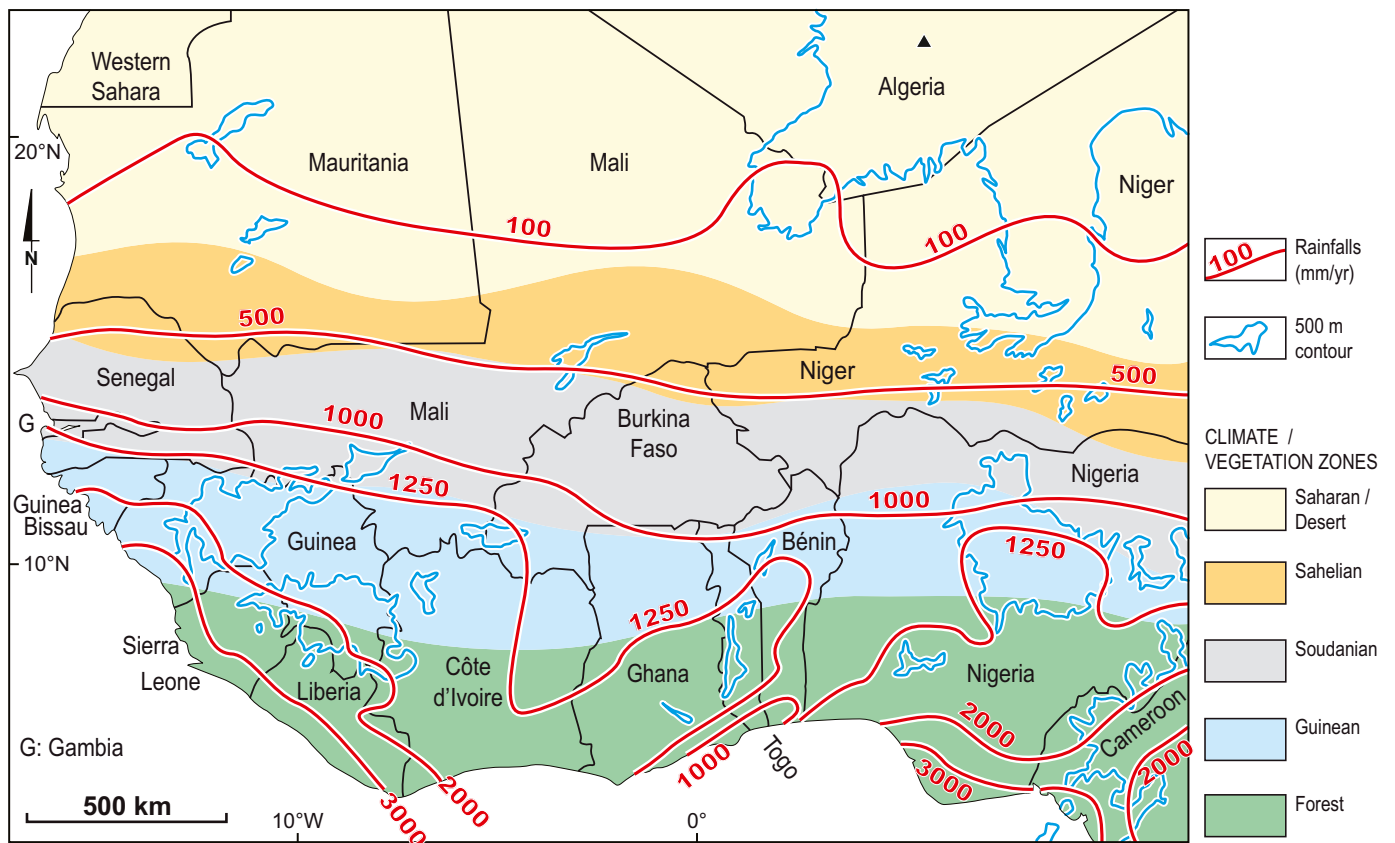 Western
Sahara
Algeria
20°N
Mauritania
Mali
Niger
100
100
N
500
Senegal
Niger
500
G
1000
Mali
Burkina
Faso
Nigeria
1250
1000
Guinea
Bissau
Guinea
Bénin
1250
10°N
1250
Sierra
Leone
Liberia
Côte
d'Ivoire
Ghana
Nigeria
2000
Cameroon
G: Gambia
Togo
1000
3000
2000
500 km
3000
2000
10°W
0°
100
Rainfalls
(mm/yr)
500 m
contour
CLIMATE /
VEGETATION ZONES
Saharan /
Desert
Sahelian
Soudanian
Guinean
Forest